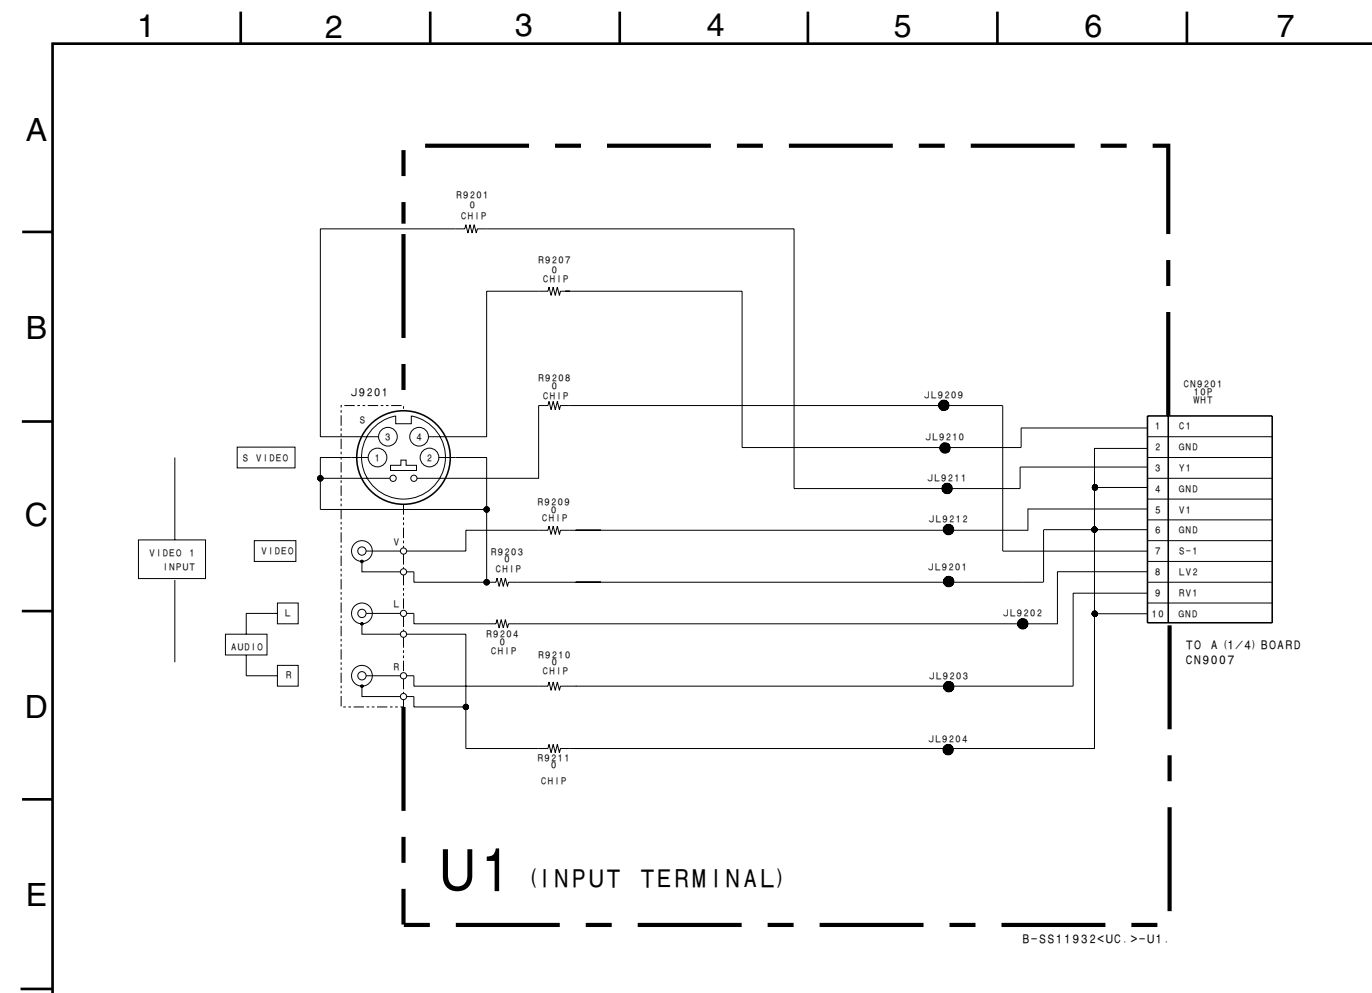 1 2 3 4 5 6 7
A
B
C
D
E
R9201
0
CHIP
R9207
0
CHIP
R9208
0
CHIP
J9201
S
3 4
1 2
S VIDEO
VIDEO 1
INPUT
VIDEO
V
L
L
AUDIO
R
R
R9209
0
CHIP
R9203
0
CHIP
R9204
0
CHIP
R9210
0
CHIP
R9211
0
CHIP
JL9209
JL9210
JL9211
JL9212
JL9201
JL9202
JL9203
JL9204
CN9201
10P
WHT
1 C1
2 GND
3 Y1
4 GND
5 V1
6 GND
7 S-1
8 LV2
9 RV1
10 GND
TO A (1/4) BOARD
CN9007
U1 (INPUT TERMINAL)
B-SS11932<UC.>-U1.